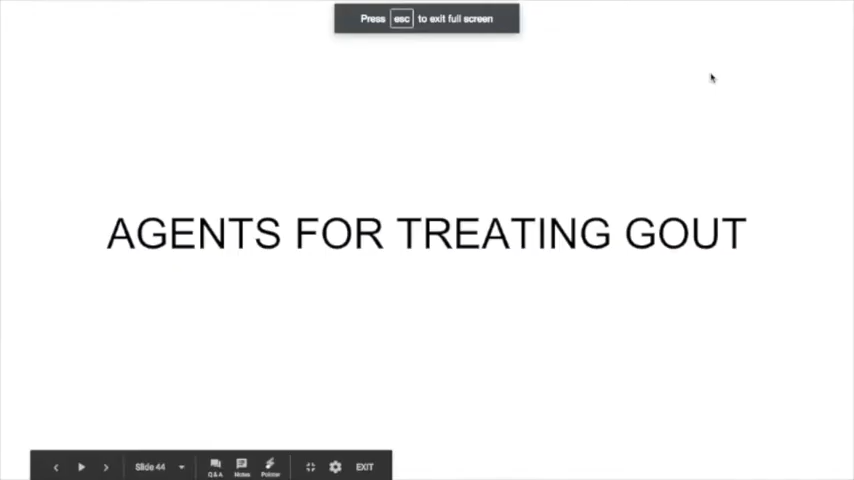 Press esc to exit full screen
AGENTS FOR TREATING GOUT
Slide 44
Q&A Notes Pointer
EXIT